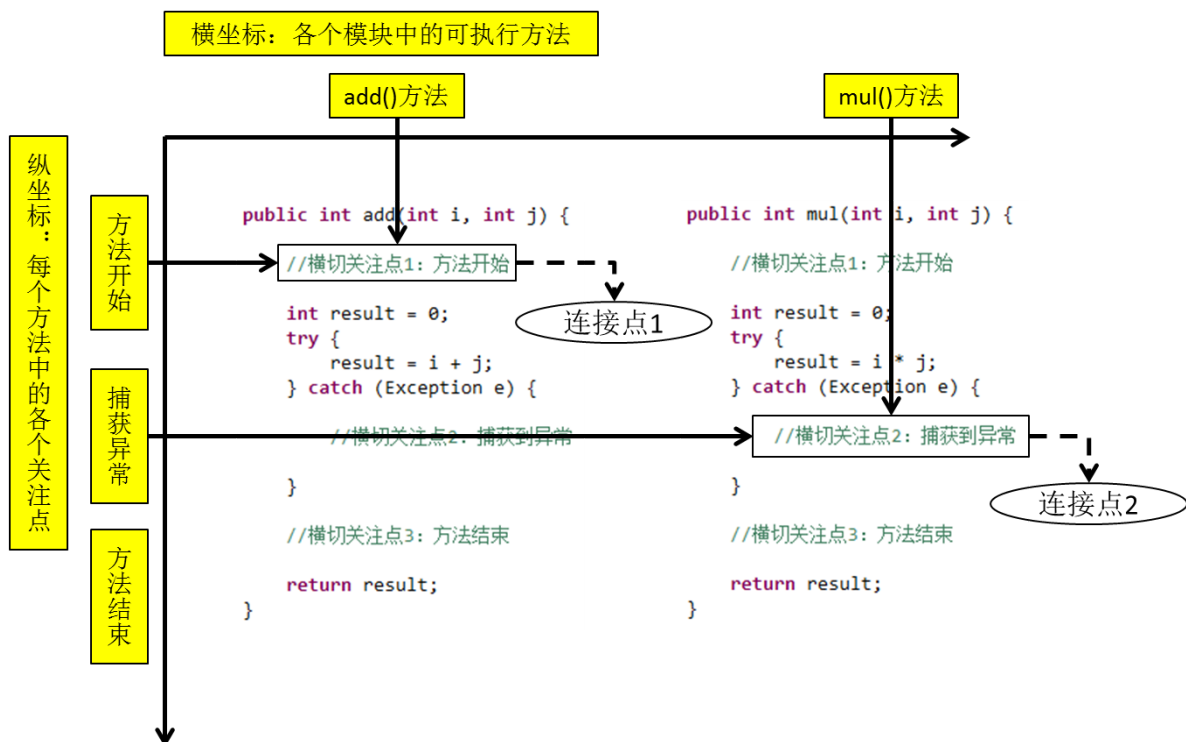 横坐标：各个模块中的可执行方法
add()方法
mul()方法
纵坐标：每个方法中的各个关注点
方法开始
捕获异常
方法结束
public int add(int i, int j) {
//横切关注点1：方法开始
连接点1
int result = 0;
try {
result = i + j;
} catch (Exception e) {
//横切关注点2：捕获到异常
}
//横切关注点3：方法结束
return result;
}
public int mul(int i, int j) {
//横切关注点1：方法开始
int result = 0;
try {
result = i * j;
} catch (Exception e) {
//横切关注点2：捕获到异常
连接点2
}
//横切关注点3：方法结束
return result;
}